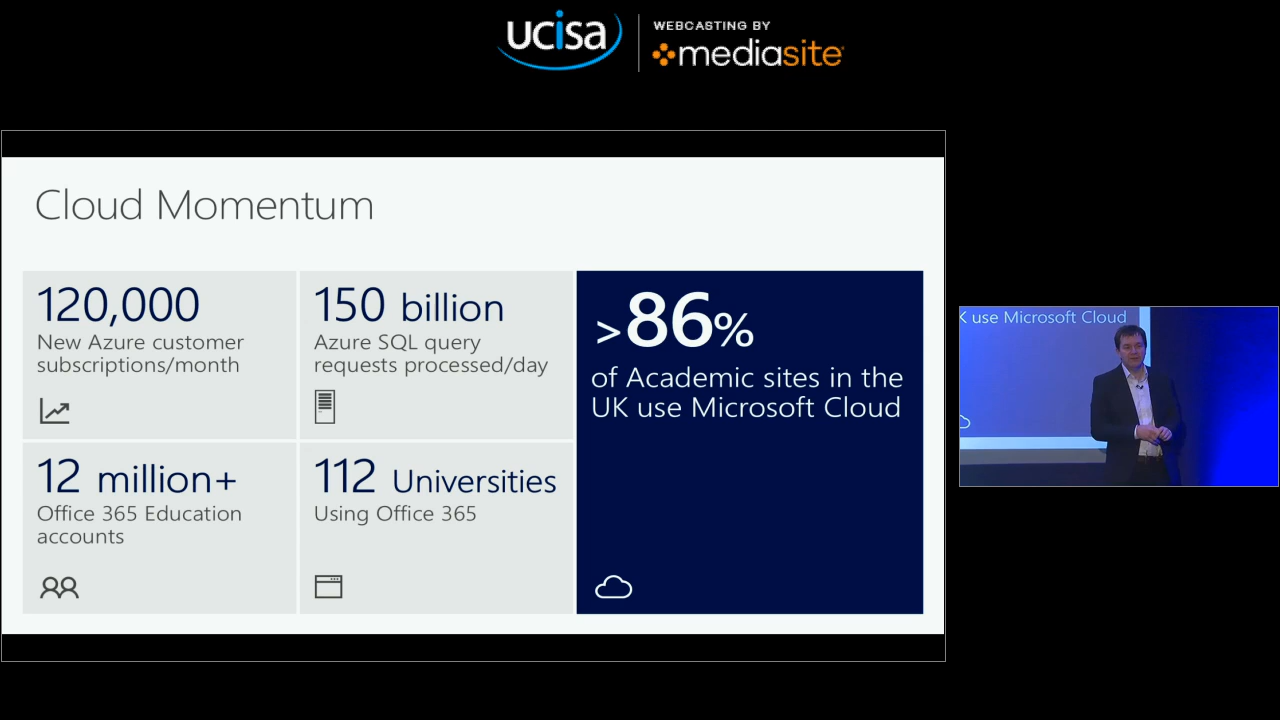 ucisa
WEBCASTING BY
mediasite
Cloud Momentum
120,000
New Azure customer
subscriptions/month
150 billion
Azure SQL query
requests processed/day
>86%
of Academic sites in the
UK use Microsoft Cloud
12 million+
Office 365 Education
accounts
112 Universities
Using Office 365
K use Microsoft Cloud